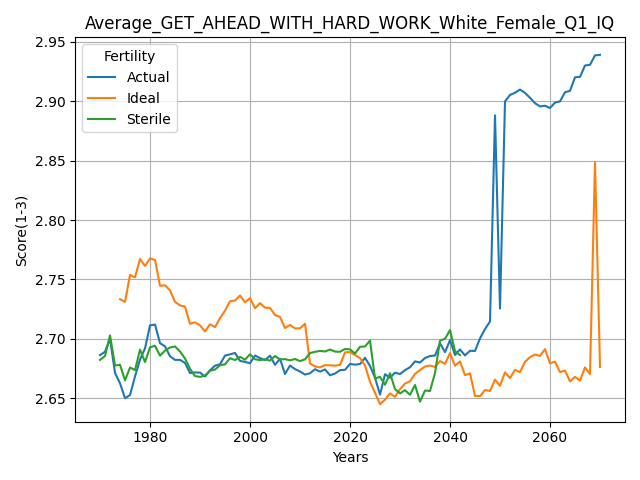 Average_GET_AHEAD_WITH_HARD_WORK_White_Female_Q1_IQ
Fertility
Actual
Ideal
Sterile
Score(1-3)
2.95
2.90
2.85
2.80
2.75
2.70
2.65
1980 2000 2020 2040 2060
Years